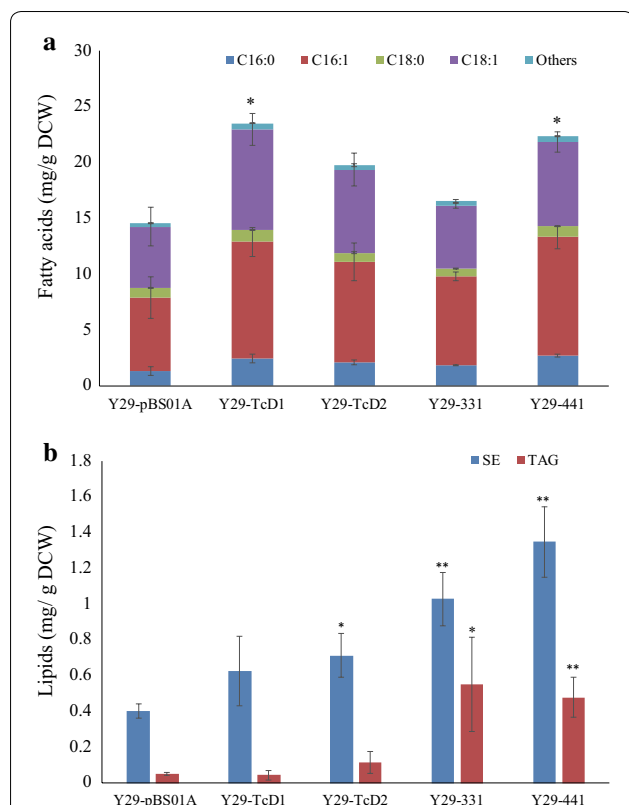 a
30
25
20
15
10
5
0
Fatty acids (mg/g DCW)
C16:0 C16:1 C18:0 C18:1 Others
* *
Y29-pBS01A Y29-TcD1 Y29-TcD2 Y29-331 Y29-441
b
1.8
1.6
1.4
1.2
1
0.8
0.6
0.4
0.2
0
Lipids (mg/ g DCW)
SE TAG
* ** * ** **
Y29-pBS01A Y29-TcD1 Y29-TcD2 Y29-331 Y29-441